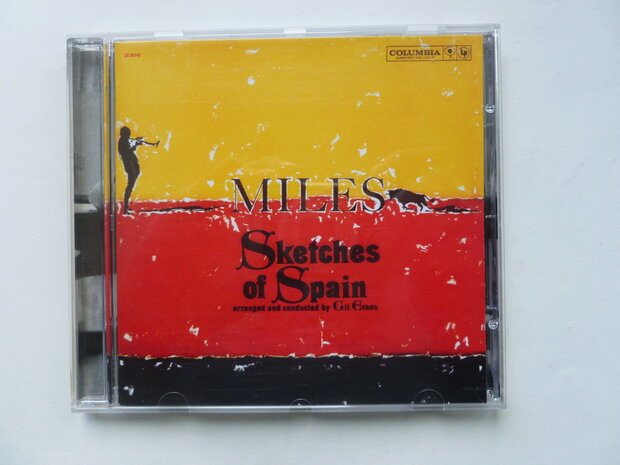 COLUMBIA
MILES
Sketches
of Spain
arranged and conducted by Gil Evans